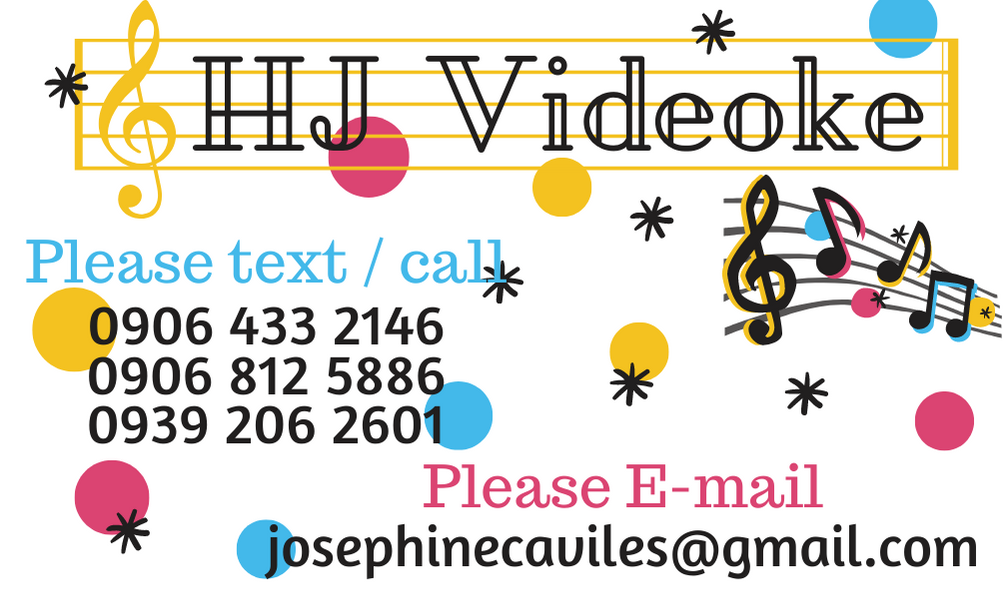 HJ Videoke
Please text / call
0906 433 2146
0906 812 5886
0939 206 2601
Please E-mail
josephinecaviles@gmail.com